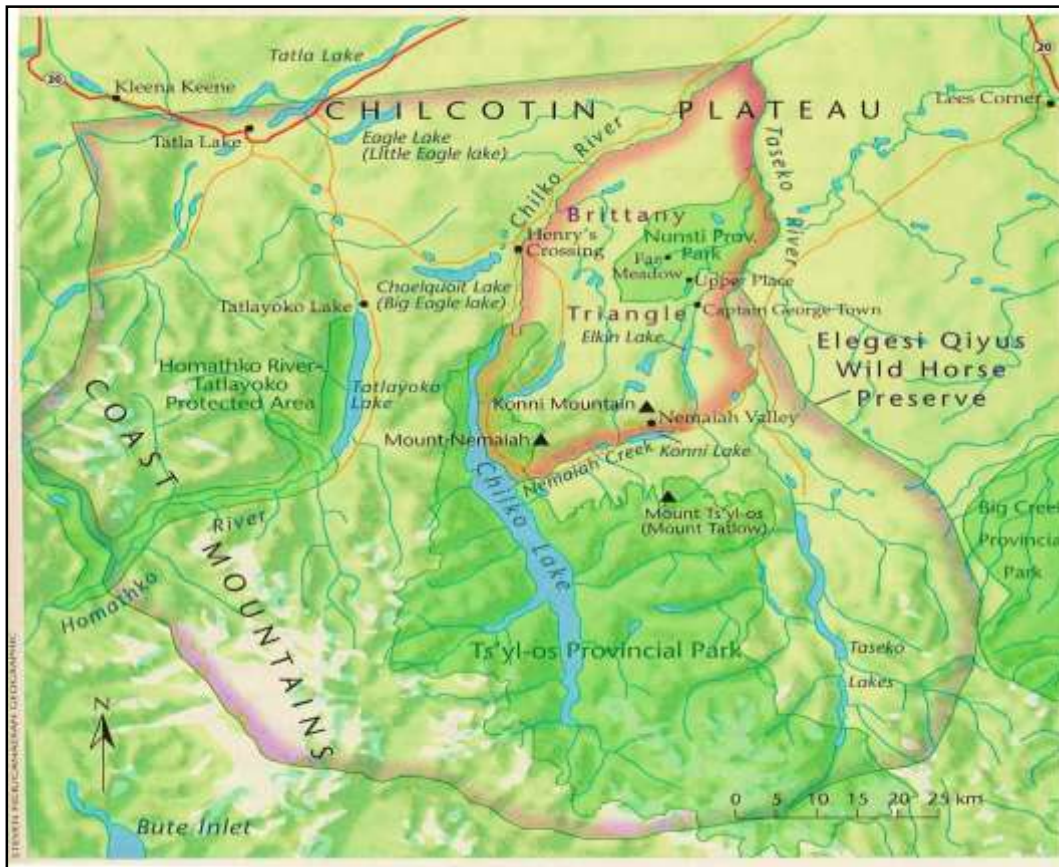 Tatla Lake
20
20
Kleena Keene
CHILCOTIN PLATEAU
Lees Corner
Tatla Lake
Eagle Lake
(Little Eagle lake)
Chilko River
Taseko River
Brittany
Triangle
Henry's
Crossing
Nunsti Prov.
Park
Far
Meadow
Upper Place
Choelquoit Lake
(Big Eagle lake)
Tatlayoko Lake
Captain George Town
Elkin Lake
Elegesi Qiyus
Wild Horse
Preserve
Homathko River-
Tatlayoko
Protected Area
Tatlayoko
Lake
COAST
MOUNTAINS
Konni Mountain
Nemaiah Valley
Mount Nemaiah
Nemaiah Creek
Konni Lake
Mount Ts'yl-os
(Mount Tatlow)
Big Creek
Provincial
Park
Chilko Lake
Homathko River
Ts'yl-os Provincial Park
Taseko
Lakes
N
0 5 10 15 20 25 km
Bute Inlet